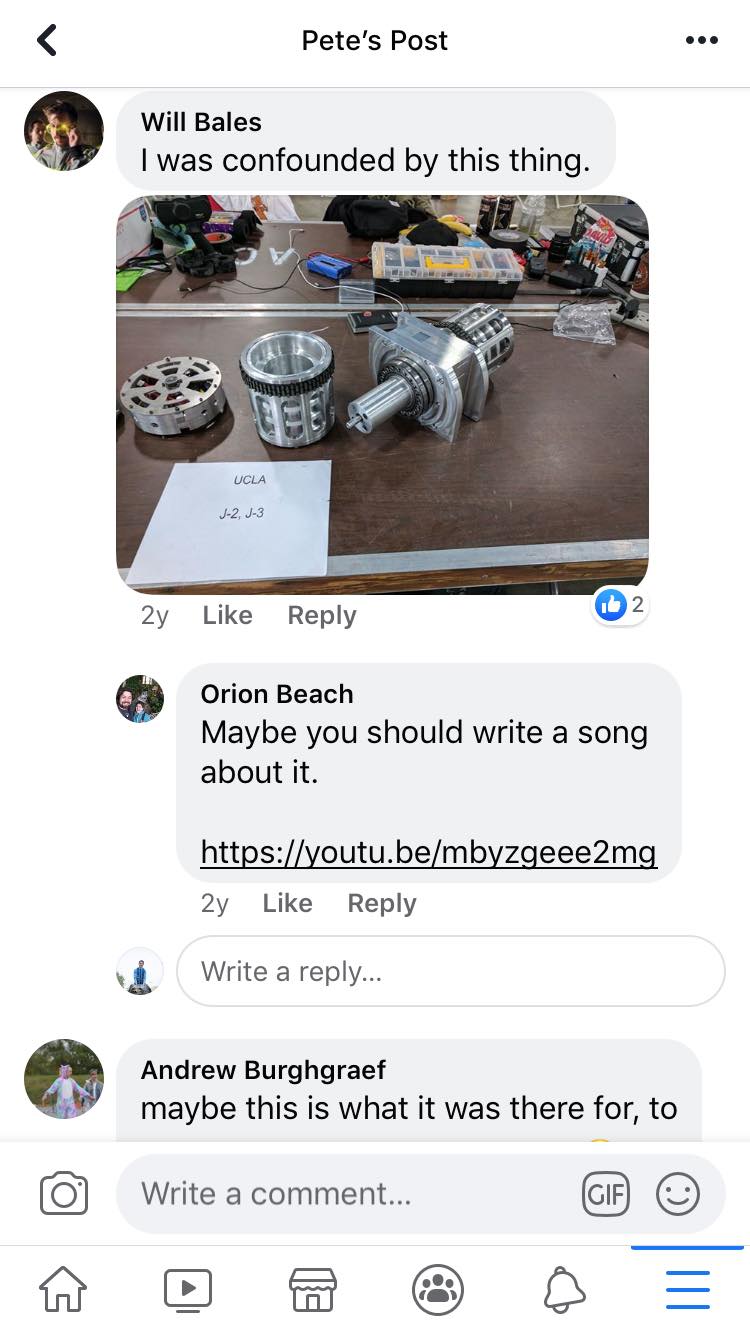 Pete's Post
Will Bales
I was confounded by this thing.
UCLA
J-2, J-3
2y Like Reply
2
Orion Beach
Maybe you should write a song
about it.
https://youtu.be/mbyzgeee2mg
2y Like Reply
Write a reply...
Andrew Burghgraef
maybe this is what it was there for, to
Write a comment...
GIF